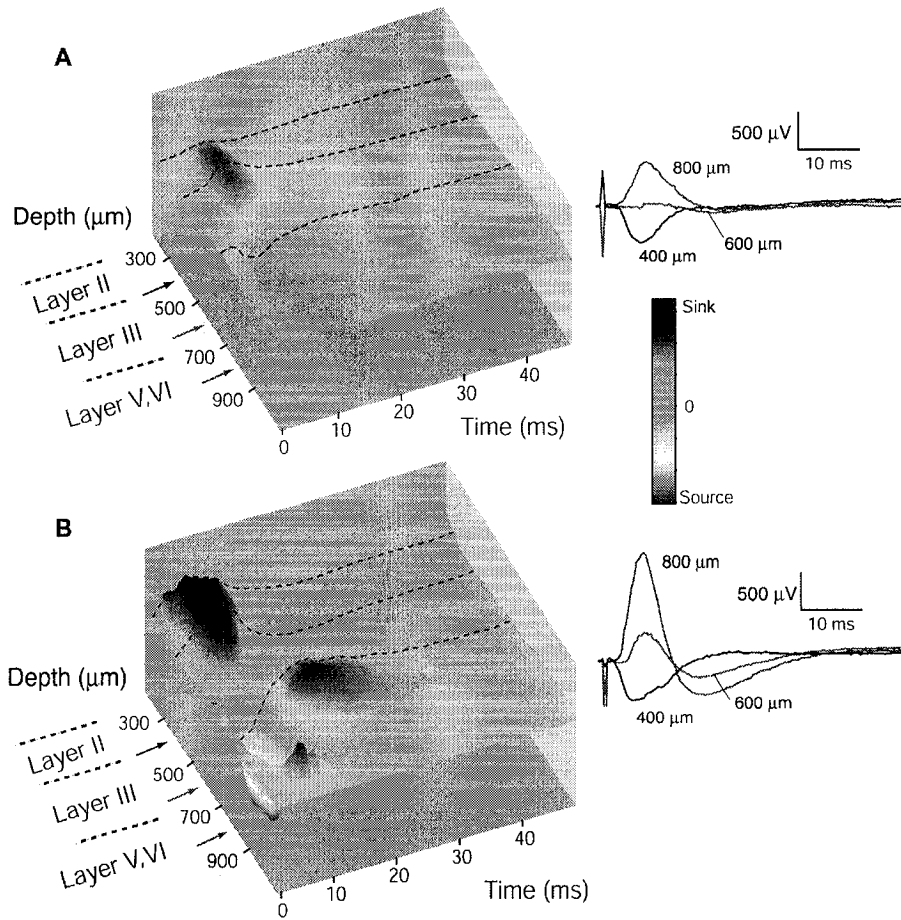 A
Depth (μm)
300
500
700
900
Layer II
Layer III
Layer V,VI
0
10
20
30
40
Time (ms)
500 μV
10 ms
800 μm
600 μm
400 μm
Sink
0
Source
B
Depth (μm)
300
500
700
900
Layer II
Layer III
Layer V,VI
0
10
20
30
40
Time (ms)
800 μm
500 μV
10 ms
600 μm
400 μm